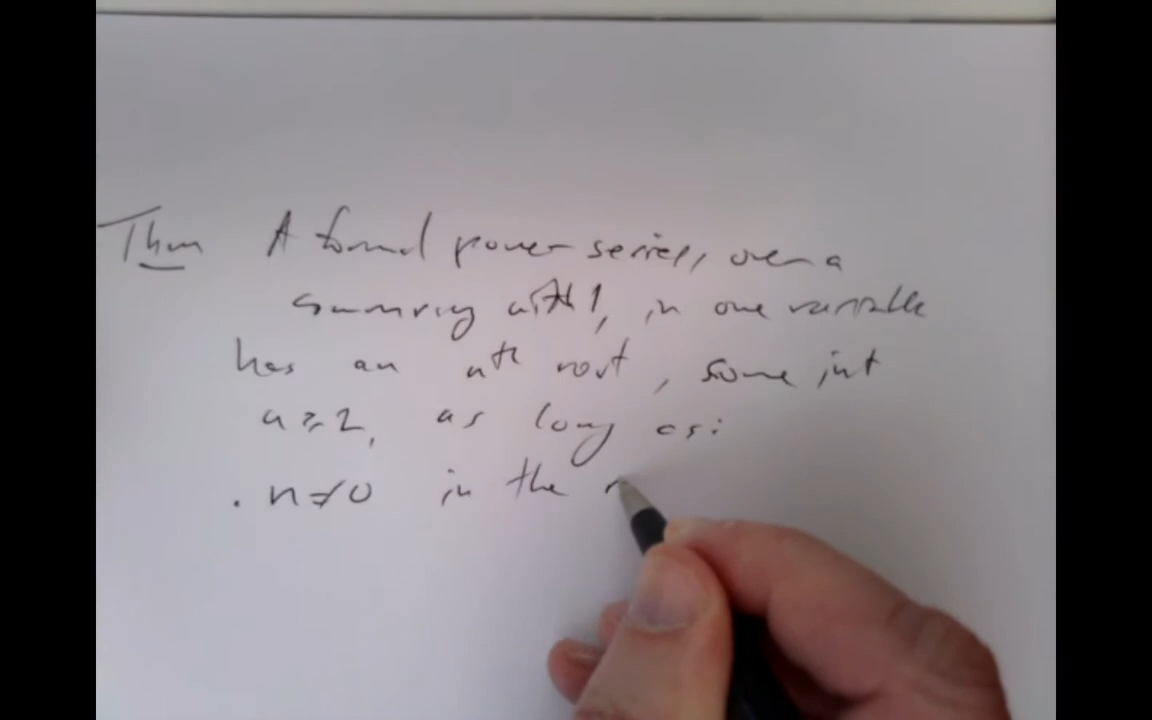 Thm A formal power series, over a
comm ring with 1, in one variable
has an nth root, some int
n ≥ 2, as long as:
. n ≠ 0 in the r